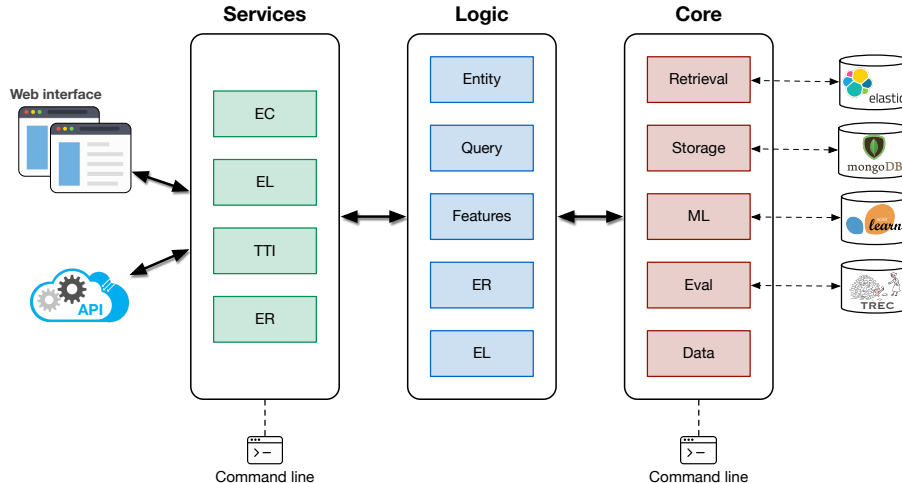 Services
Logic
Core
Web interface
API
EC
EL
TTI
ER
Entity
Query
Features
ER
EL
Retrieval
Storage
ML
Eval
Data
elastic
mongoDB
learn
TREC
Command line
Command line